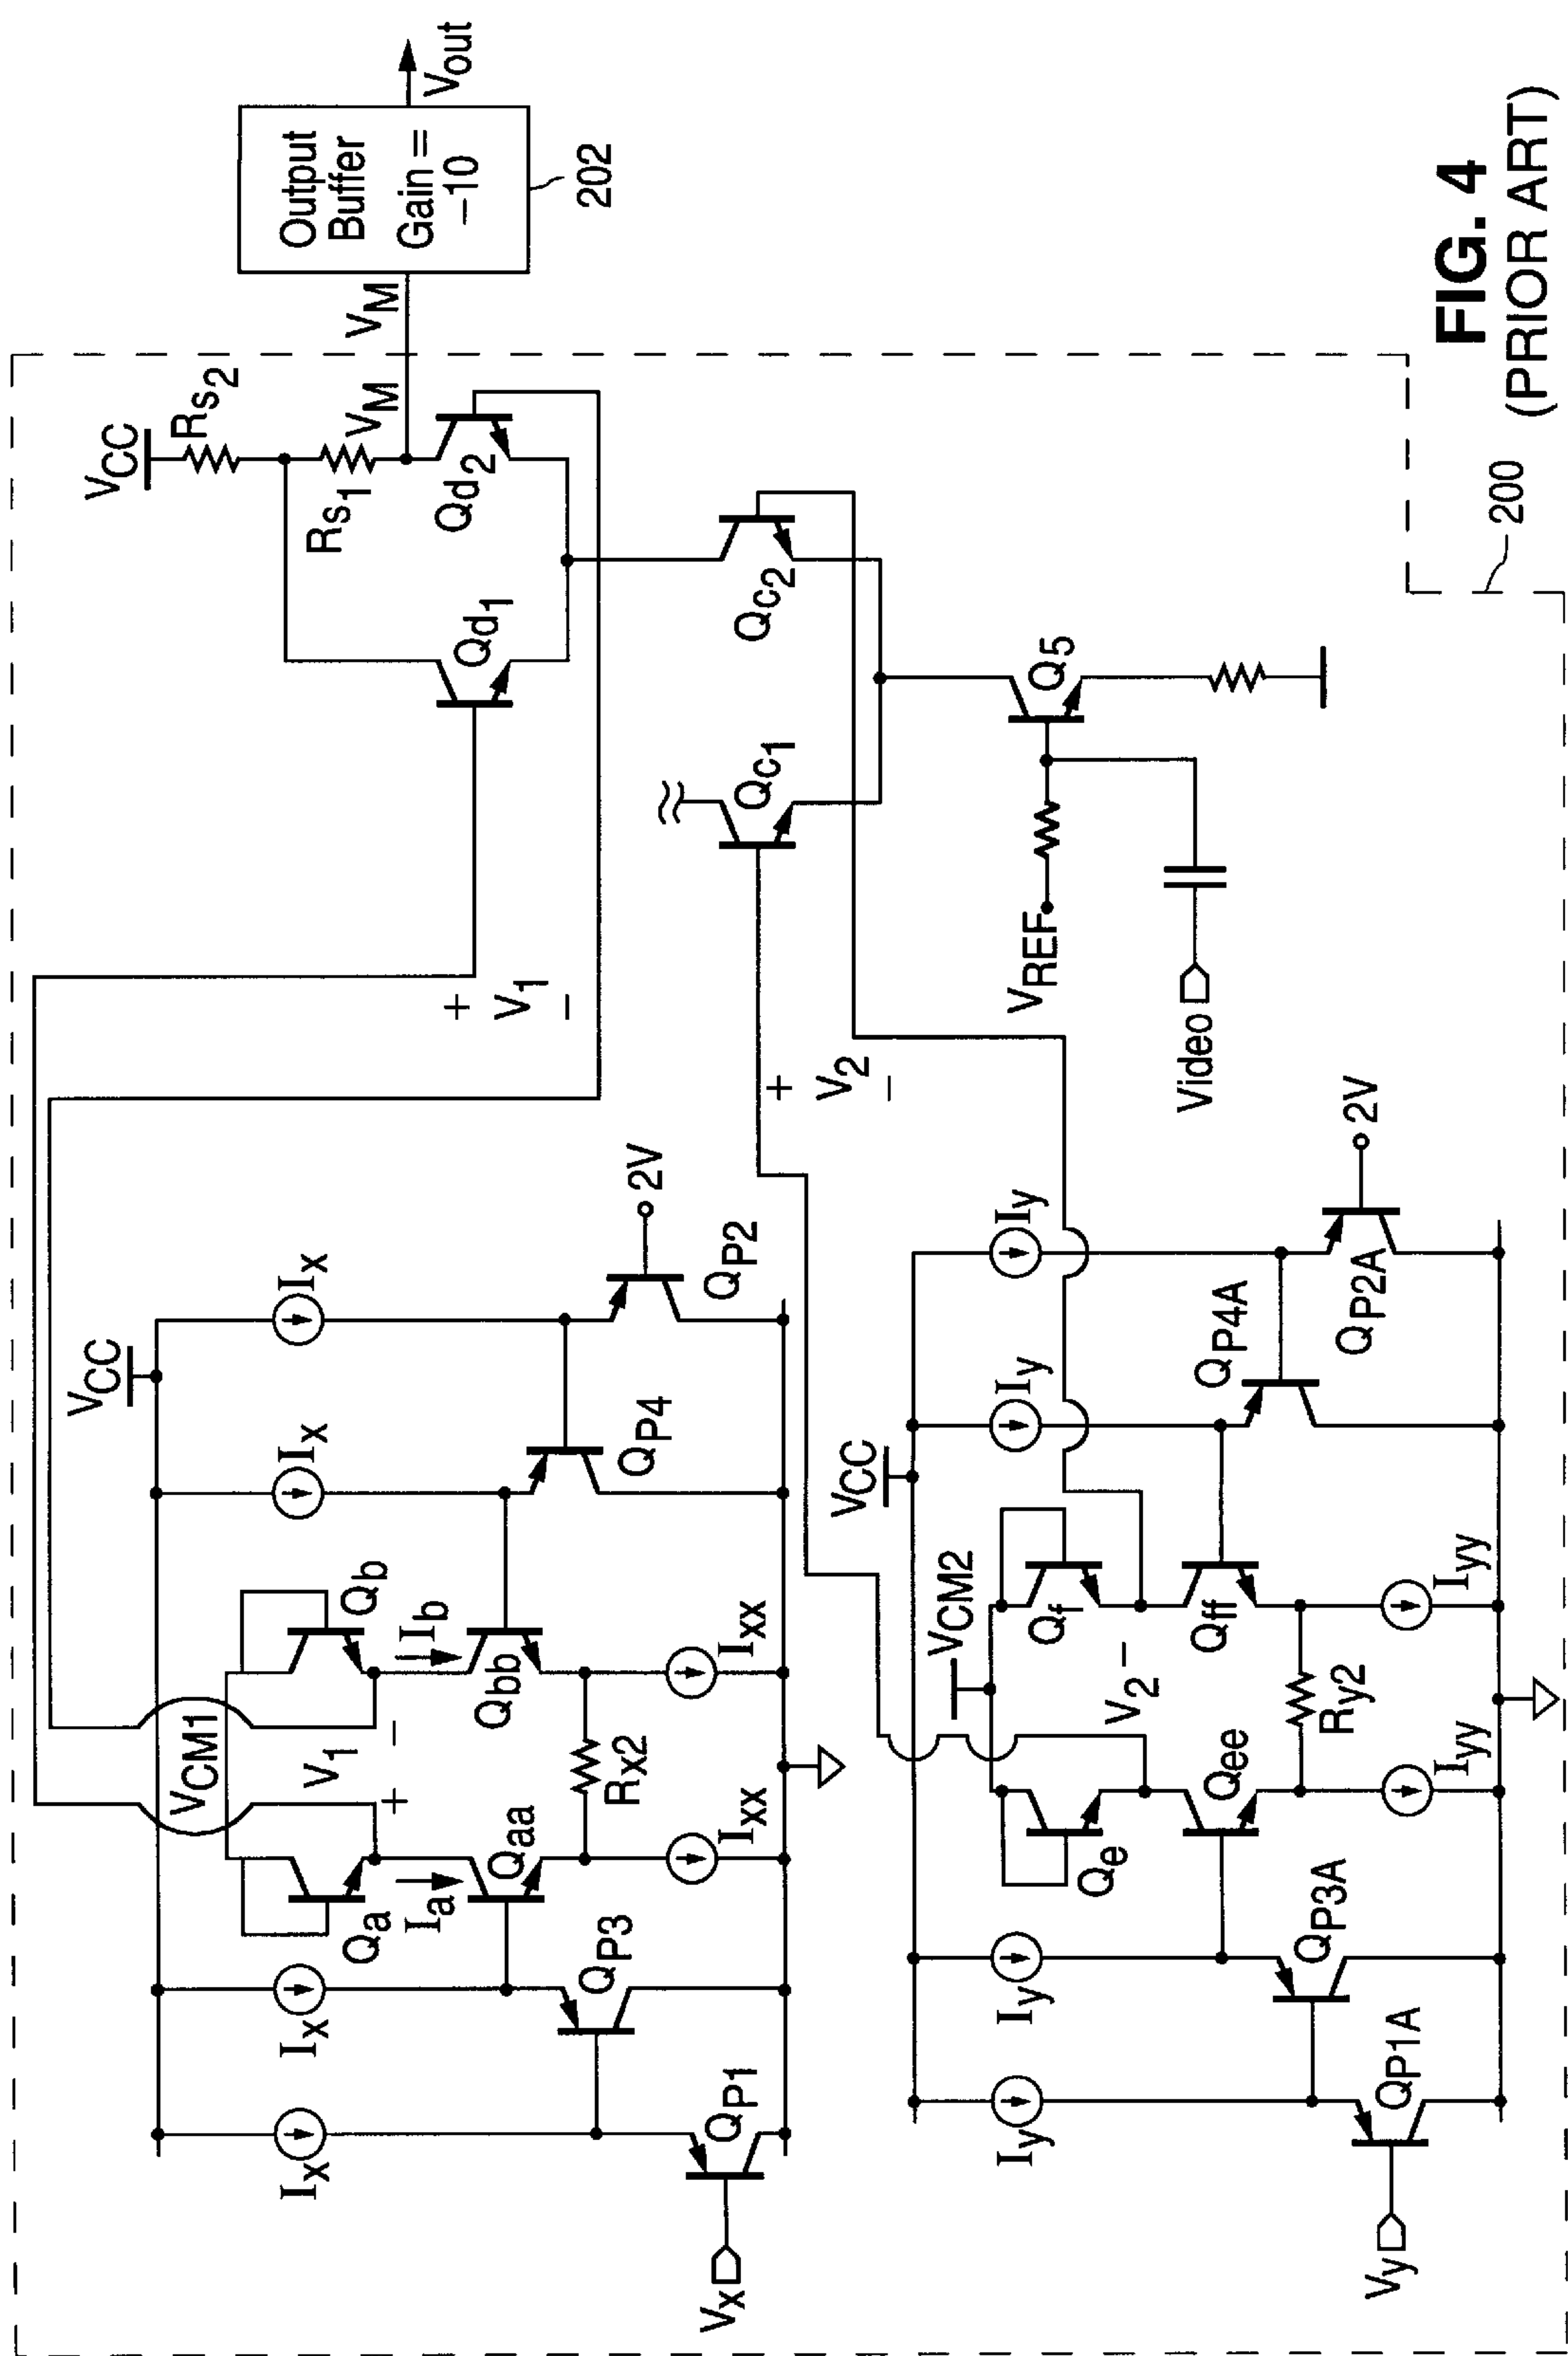 VCC
Rs2
Rs1
VM
VM
Output
Buffer
Gain =
−10
Vout
202
Qd1
Qd2
+
V1
−
VCC
VCM1
V1
+
−
Ix
Ix
Ix
Ix
Qa
Qb
Ia
Ib
Qaa
Qbb
QP1
QP3
QP4
QP2
2V
Rx2
Ixx
Ixx
Vx
Qc1
Qc2
+
V2
−
Q5
VREF
Video
VCC
VCM2
Iy
Iy
Iy
Iy
Qe
Qf
V2
−
Qee
Qff
QP1A
QP3A
QP4A
QP2A
2V
Ry2
Iyy
Iyy
Vy
200
FIG. 4
(PRIOR ART)